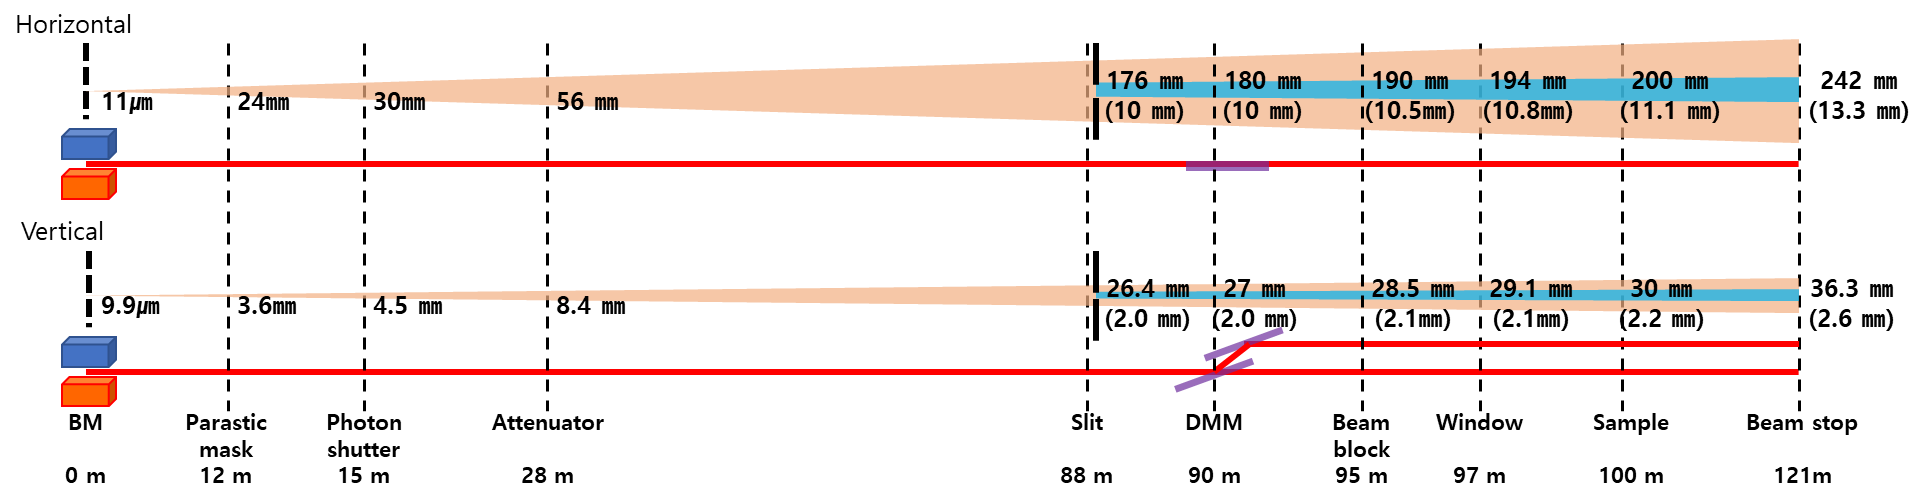 Horizontal
11㎛ 24㎜ 30㎜ 56 ㎜ 176 ㎜ 180 ㎜ 190 ㎜ 194 ㎜ 200 ㎜ 242 ㎜
(10 ㎜) (10 ㎜) (10.5㎜) (10.8㎜) (11.1 ㎜) (13.3 ㎜)
Vertical
9.9㎛ 3.6㎜ 4.5 ㎜ 8.4 ㎜ 26.4 ㎜ 27 ㎜ 28.5 ㎜ 29.1 ㎜ 30 ㎜ 36.3 ㎜
(2.0 ㎜) (2.0 ㎜) (2.1㎜) (2.1㎜) (2.2 ㎜) (2.6 ㎜)
BM Parastic Photon Attenuator Slit DMM Beam Window Sample Beam stop
mask shutter block
0 m 12 m 15 m 28 m 88 m 90 m 95 m 97 m 100 m 121m